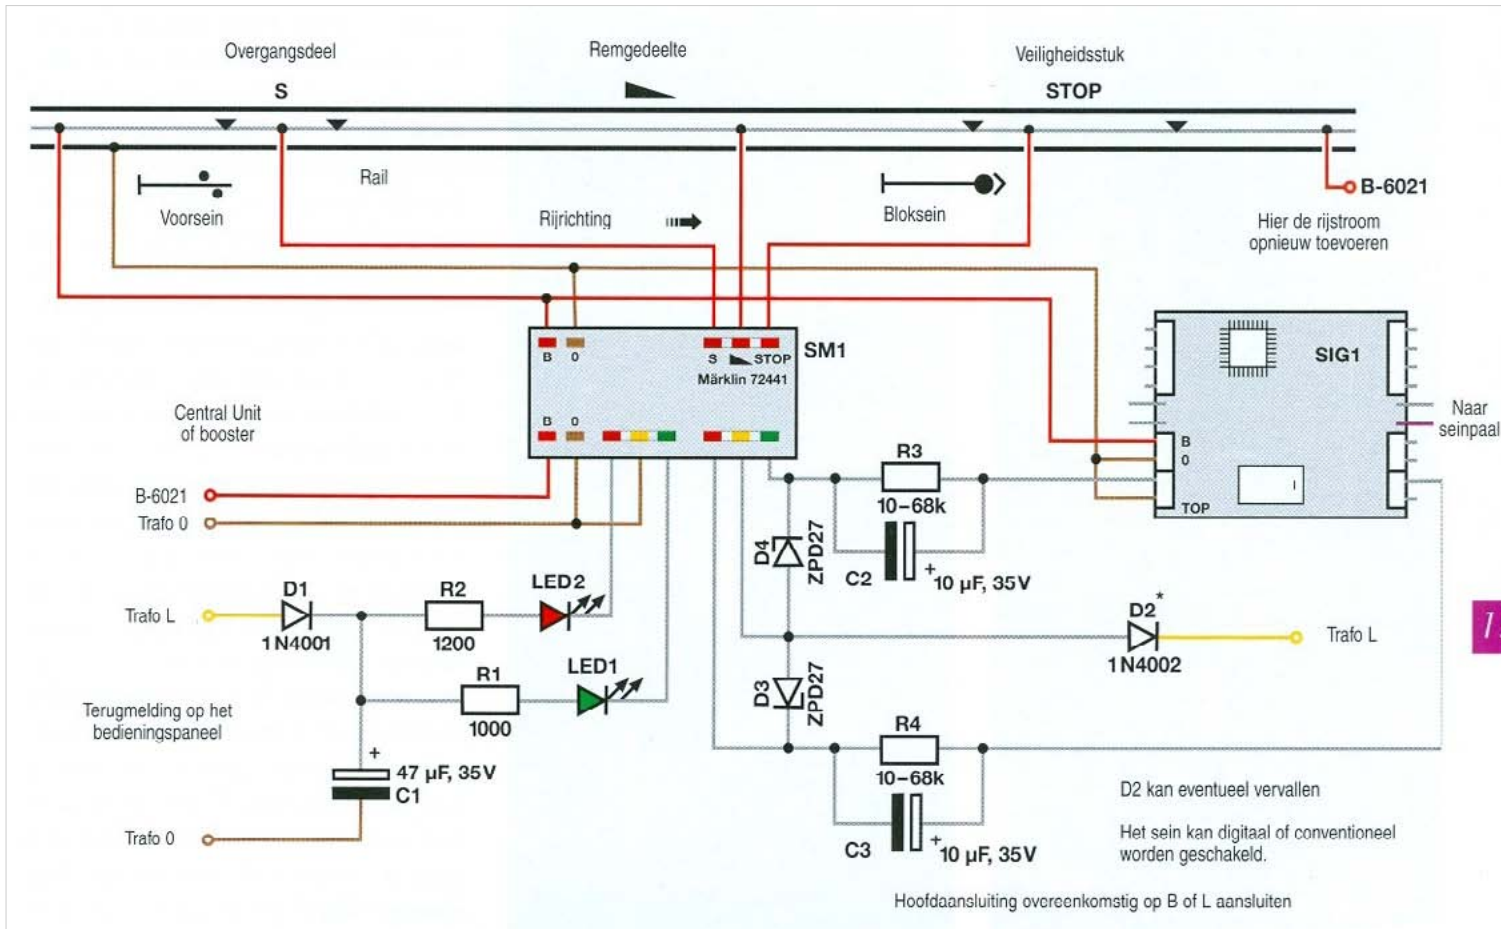 Overgangsdeel
S
Remgedeelte
Veiligheidsstuk
STOP
Voorsein
Rail
Rijrichting
Bloksein
B-6021
Hier de rijstroom
opnieuw toevoeren
B 0
S STOP
SM1
Märklin 72441
B 0
SIG1
B
0
TOP
Naar
seinpaal
Central Unit
of booster
B-6021
Trafo 0
R3
10–68k
D4
ZPD27
C2
+
10 µF, 35V
Trafo L
D1
1N4001
R2
1200
LED2
D2*
1N4002
Trafo L
R1
1000
LED1
D3
ZPD27
Terugmelding op het
bedieningspaneel
R4
10–68k
+
47 µF, 35V
C1
Trafo 0
C3
+
10 µF, 35V
D2 kan eventueel vervallen
Het sein kan digitaal of conventioneel
worden geschakeld.
Hoofdaansluiting overeenkomstig op B of L aansluiten